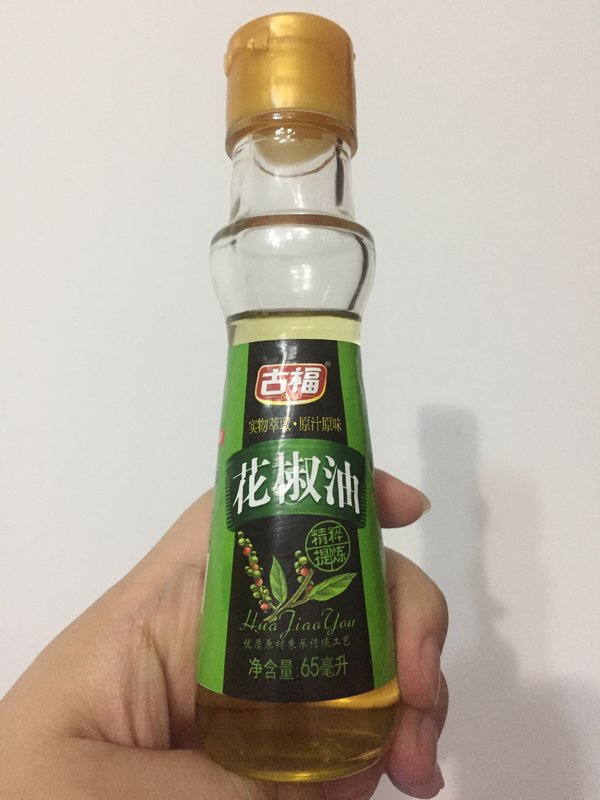 古福
®
实物萃取·原汁原味
花椒油
精粹
提炼
Hua Jiao You
优质原材秉承传统工艺
净含量:65毫升